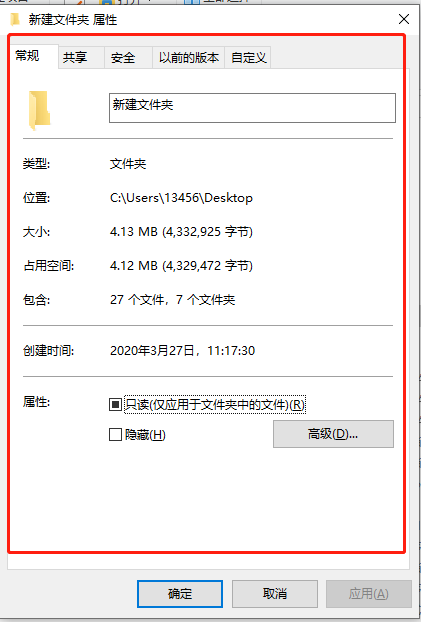 新建文件夹 属性
常规 共享 安全 以前的版本 自定义
新建文件夹
类型: 文件夹
位置: C:\Users\13456\Desktop
大小: 4.13 MB (4,332,925 字节)
占用空间: 4.12 MB (4,329,472 字节)
包含: 27 个文件，7 个文件夹
创建时间: 2020年3月27日，11:17:30
属性: 只读(仅应用于文件夹中的文件)(R)
隐藏(H) 高级(D)...
确定 取消 应用(A)